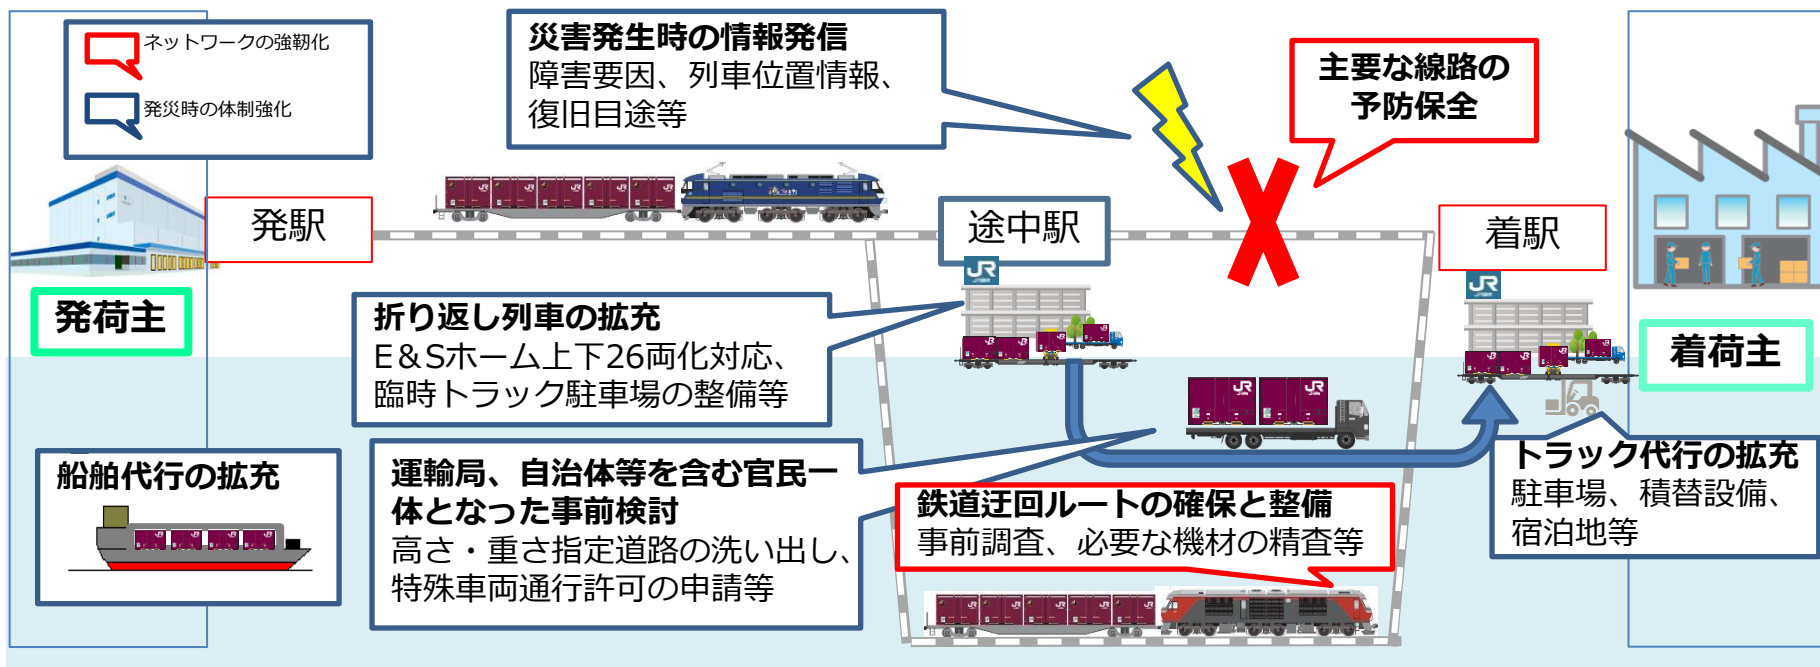 ネットワークの強靭化
発災時の体制強化
災害発生時の情報発信
障害要因、列車位置情報、
復旧目途等
主要な線路の
予防保全
発駅
途中駅
着駅
JR
JR
発荷主
着荷主
折り返し列車の拡充
E&Sホーム上下26両化対応、
臨時トラック駐車場の整備等
船舶代行の拡充
運輸局、自治体等を含む官民一
体となった事前検討
高さ・重さ指定道路の洗い出し、
特殊車両通行許可の申請等
JR
JR
鉄道迂回ルートの確保と整備
事前調査、必要な機材の精査等
トラック代行の拡充
駐車場、積替設備、
宿泊地等